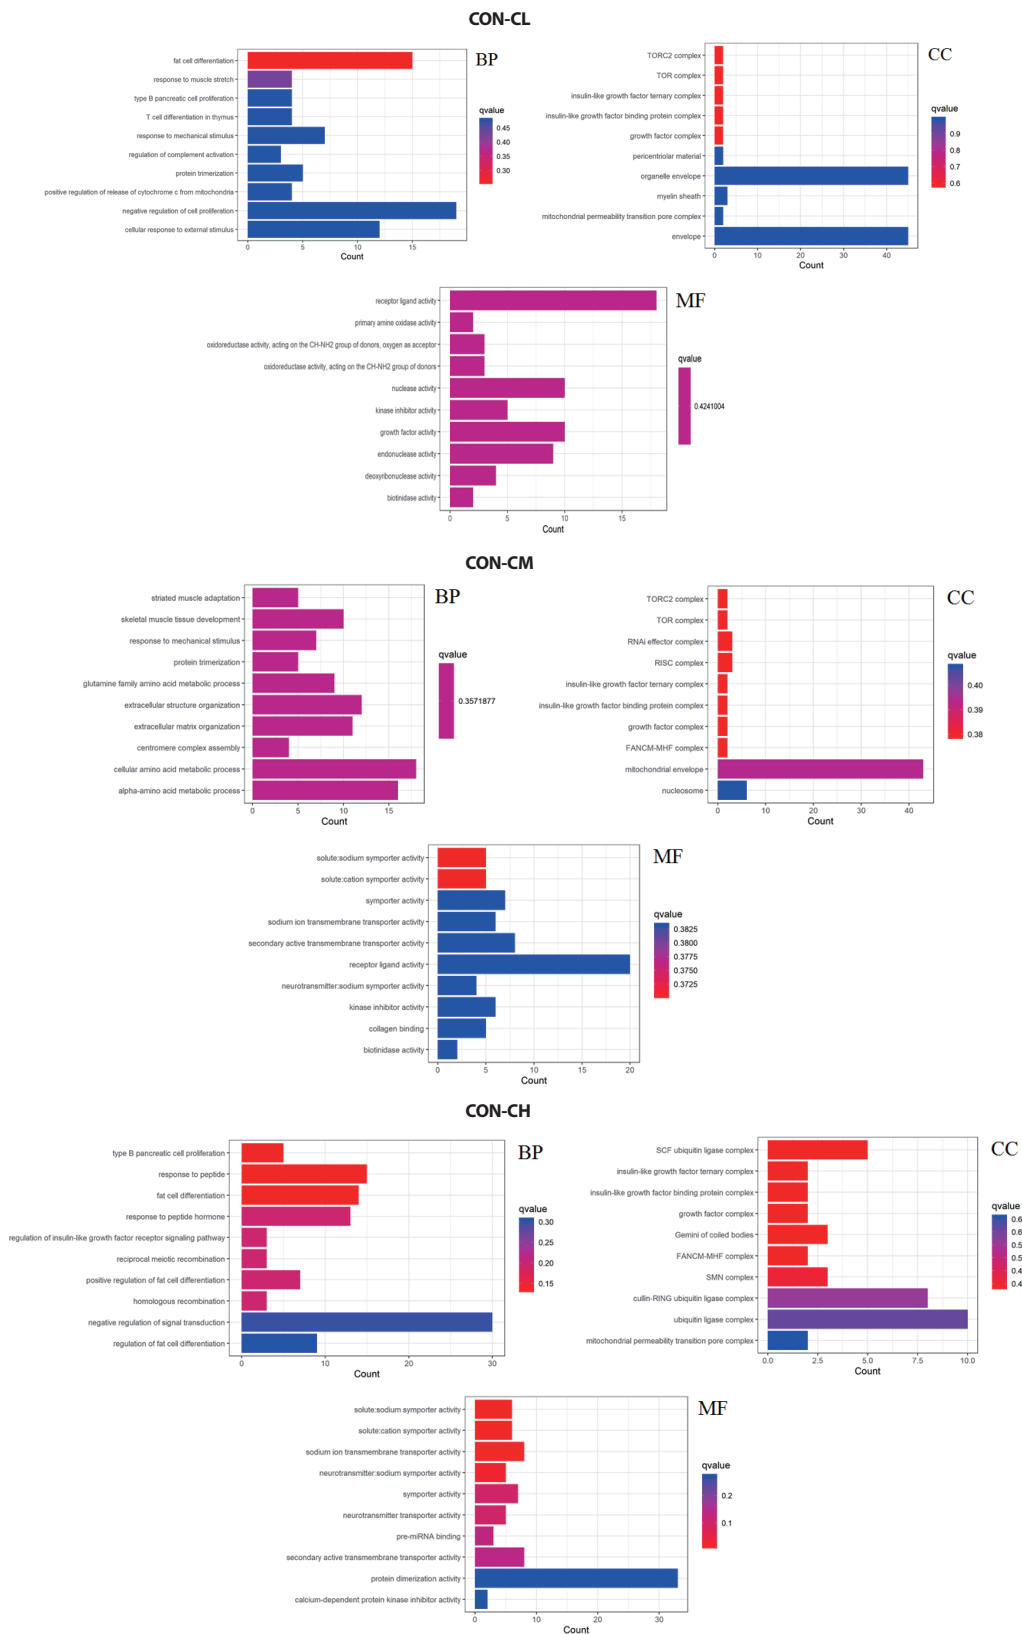 CON-CL
BP
fat cell differentiation
response to muscle stretch
type B pancreatic cell proliferation
T cell differentiation in thymus
response to mechanical stimulus
regulation of complement activation
protein trimerization
positive regulation of release of cytochrome c from mitochondria
negative regulation of cell proliferation
cellular response to external stimulus
0 5 10 15
Count
qvalue
0.45
0.40
0.35
0.30
CC
TORC2 complex
TOR complex
insulin-like growth factor ternary complex
insulin-like growth factor binding protein complex
growth factor complex
pericentriolar material
organelle envelope
myelin sheath
mitochondrial permeability transition pore complex
envelope
0 10 20 30 40
Count
qvalue
0.9
0.8
0.7
0.6
MF
receptor ligand activity
primary amine oxidase activity
oxidoreductase activity, acting on the CH-NH2 group of donors, oxygen as acceptor
oxidoreductase activity, acting on the CH-NH2 group of donors
nuclease activity
kinase inhibitor activity
growth factor activity
endonuclease activity
deoxyribonuclease activity
biotinidase activity
0 5 10 15
Count
qvalue
0.4241004
CON-CM
BP
striated muscle adaptation
skeletal muscle tissue development
response to mechanical stimulus
protein trimerization
glutamine family amino acid metabolic process
extracellular structure organization
extracellular matrix organization
centromere complex assembly
cellular amino acid metabolic process
alpha-amino acid metabolic process
0 5 10 15
Count
qvalue
0.3571877
CC
TORC2 complex
TOR complex
RNAi effector complex
RISC complex
insulin-like growth factor ternary complex
insulin-like growth factor binding protein complex
growth factor complex
FANCM-MHF complex
mitochondrial envelope
nucleosome
0 10 20 30 40
Count
qvalue
0.40
0.39
0.38
MF
solute:sodium symporter activity
solute:cation symporter activity
symporter activity
sodium ion transmembrane transporter activity
secondary active transmembrane transporter activity
receptor ligand activity
neurotransmitter:sodium symporter activity
kinase inhibitor activity
collagen binding
biotinidase activity
0 5 10 15 20
Count
qvalue
0.3825
0.3800
0.3775
0.3750
0.3725
CON-CH
BP
type B pancreatic cell proliferation
response to peptide
fat cell differentiation
response to peptide hormone
regulation of insulin-like growth factor receptor signaling pathway
reciprocal meiotic recombination
positive regulation of fat cell differentiation
homologous recombination
negative regulation of signal transduction
regulation of fat cell differentiation
0 10 20 30
Count
qvalue
0.30
0.25
0.20
0.15
CC
SCF ubiquitin ligase complex
insulin-like growth factor ternary complex
insulin-like growth factor binding protein complex
growth factor complex
Gemini of coiled bodies
FANCM-MHF complex
SMN complex
cullin-RING ubiquitin ligase complex
ubiquitin ligase complex
mitochondrial permeability transition pore complex
0.0 2.5 5.0 7.5 10.0
Count
qvalue
0.6
0.5
0.5
0.4
0.4
MF
solute:sodium symporter activity
solute:cation symporter activity
sodium ion transmembrane transporter activity
neurotransmitter:sodium symporter activity
symporter activity
neurotransmitter transporter activity
pre-miRNA binding
secondary active transmembrane transporter activity
protein dimerization activity
calcium-dependent protein kinase inhibitor activity
0 10 20 30
Count
qvalue
0.2
0.1